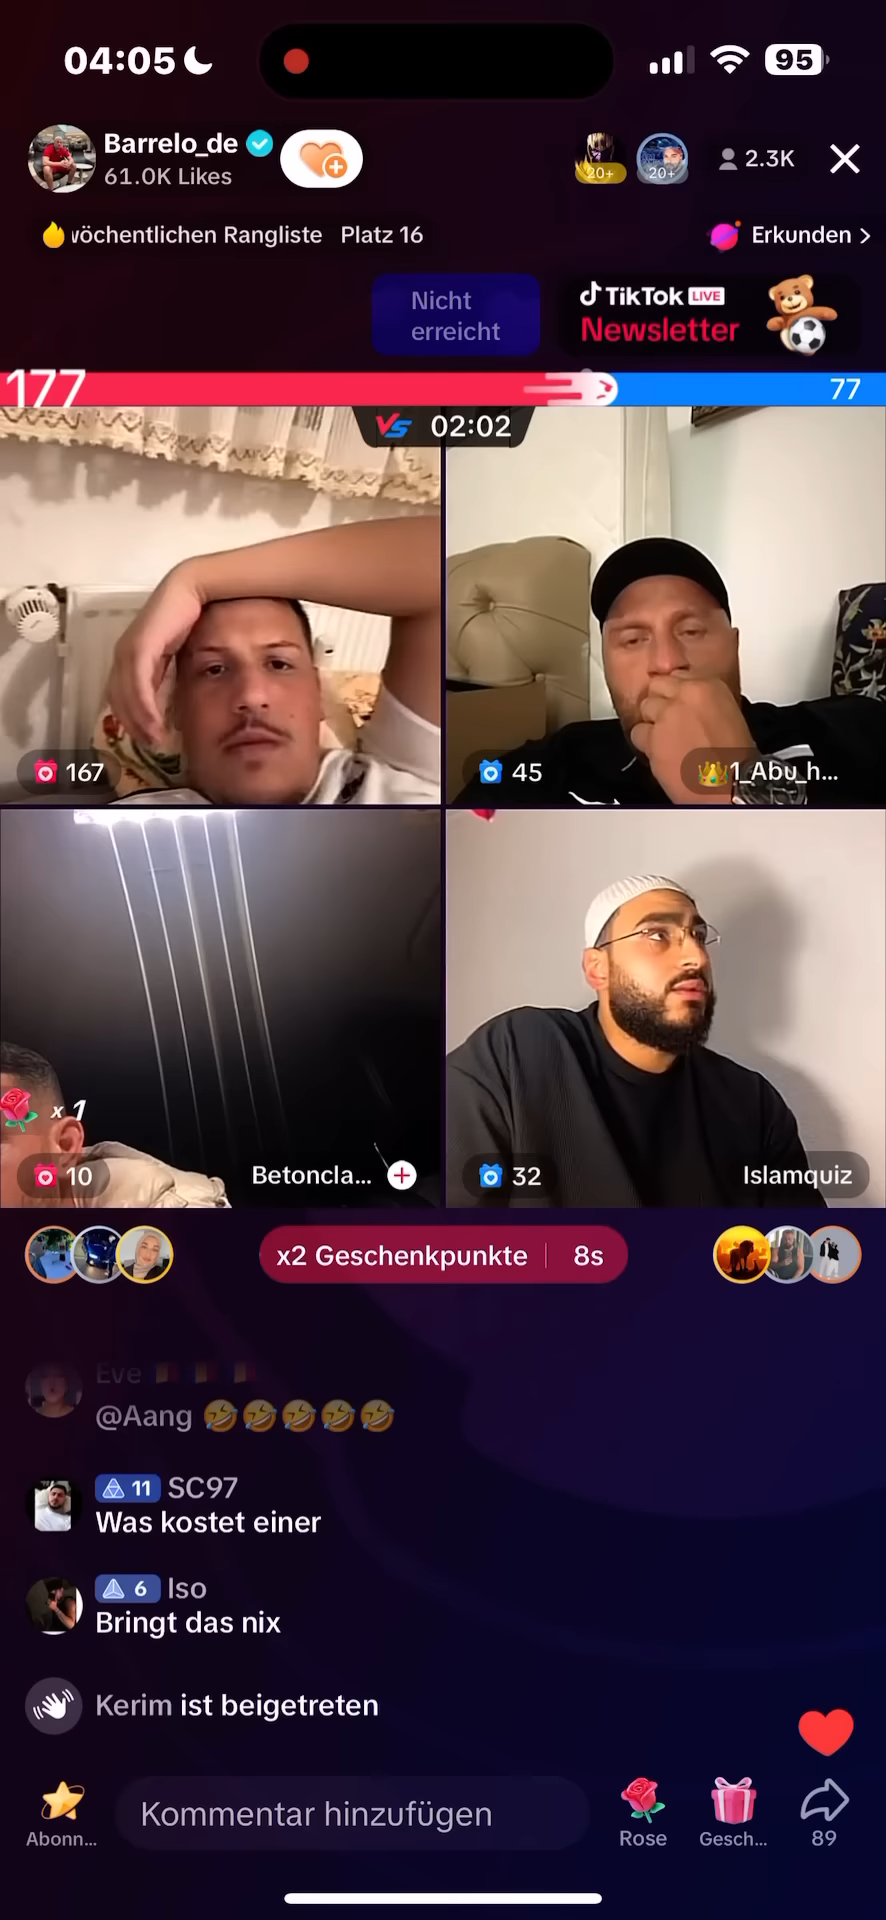 04:05
95
Barrelo_de
61.0K Likes
20+
20+
2.3K
wöchentlichen Rangliste Platz 16
Erkunden >
Nicht
erreicht
TikTok LIVE
Newsletter
177
77
VS 02:02
167
45
1_Abu_h...
x 1
10
Betoncla...
32
Islamquiz
x2 Geschenkpunkte 8s
Eve
@Aang
11 SC97
Was kostet einer
6 Iso
Bringt das nix
Kerim ist beigetreten
Kommentar hinzufügen
Abonn...
Rose
Gesch...
89